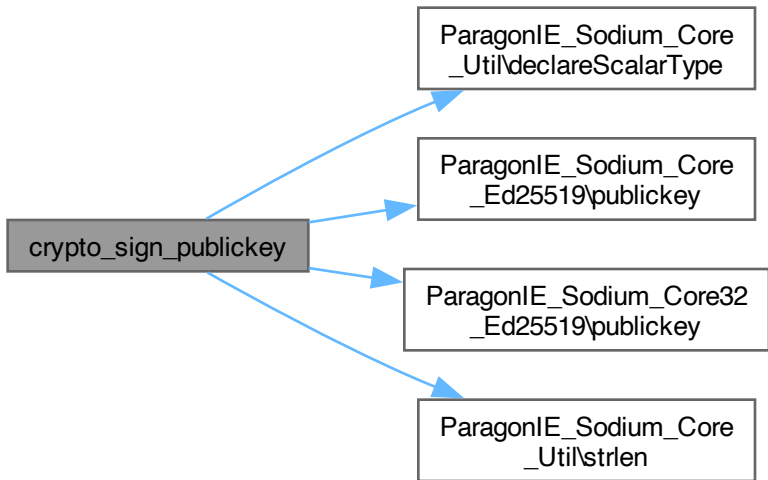 ParagonIE_Sodium_Core
_Util\declareScalarType
ParagonIE_Sodium_Core
_Ed25519\publickey
crypto_sign_publickey
ParagonIE_Sodium_Core32
_Ed25519\publickey
ParagonIE_Sodium_Core
_Util\strlen